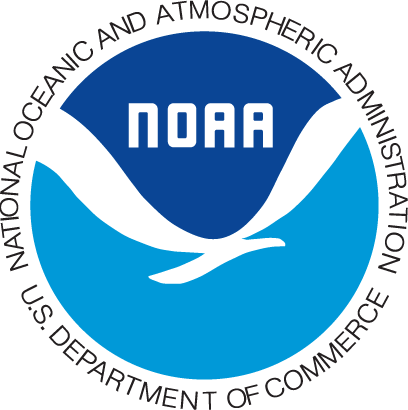 NATIONAL OCEANIC AND ATMOSPHERIC ADMINISTRATION
NOAA
U.S. DEPARTMENT OF COMMERCE